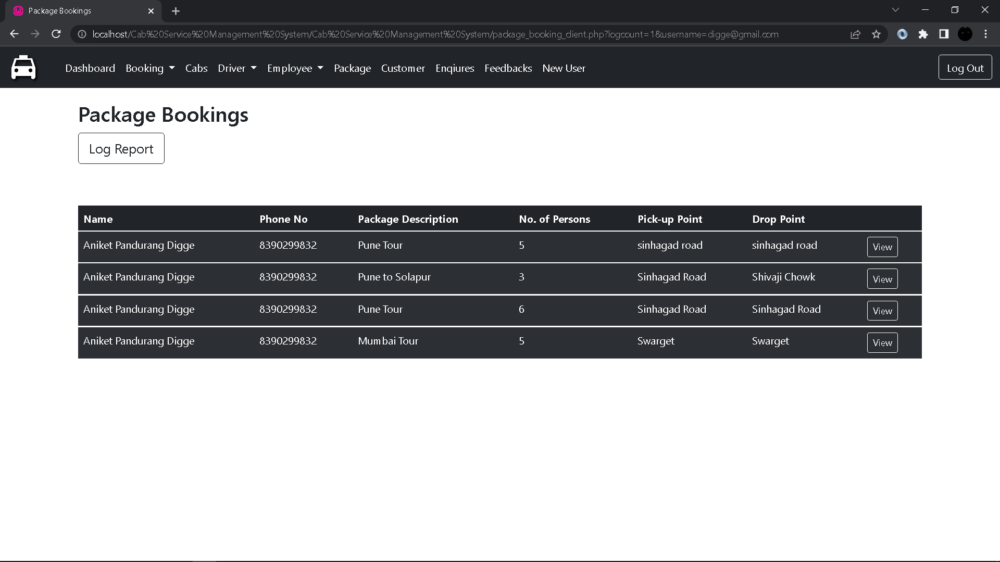 Package Bookings
localhost/Cab%20Service%20Management%20System/Cab%20Service%20Management%20System/package_booking_client.php?logcount=1&username=digge@gmail.com
Dashboard Booking Cabs Driver Employee Package Customer Enqiures Feedbacks New User Log Out
Package Bookings
Log Report
Name Phone No Package Description No. of Persons Pick-up Point Drop Point
Aniket Pandurang Digge 8390299832 Pune Tour 5 sinhagad road sinhagad road View
Aniket Pandurang Digge 8390299832 Pune to Solapur 3 Sinhagad Road Shivaji Chowk View
Aniket Pandurang Digge 8390299832 Pune Tour 6 Sinhagad Road Sinhagad Road View
Aniket Pandurang Digge 8390299832 Mumbai Tour 5 Swarget Swarget View